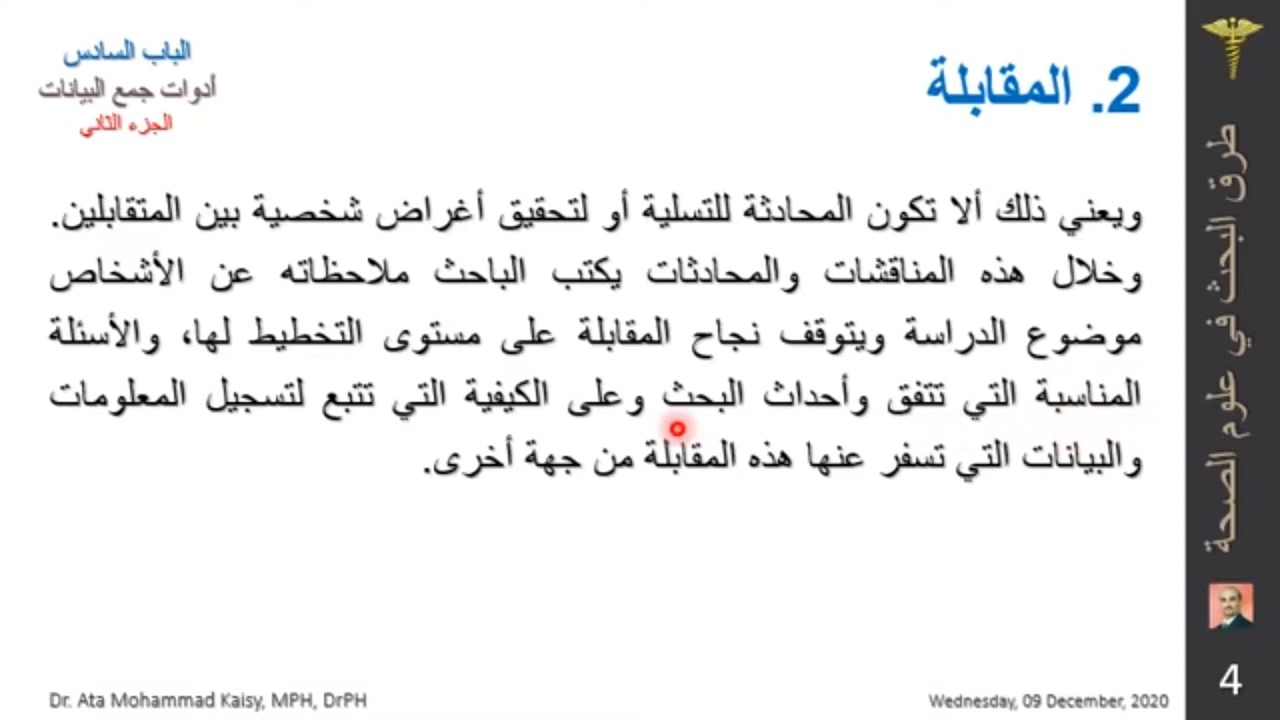 الباب السادس
أدوات جمع البيانات
الجزء الثاني
2. المقابلة
ويعني ذلك ألا تكون المحادثة للتسلية أو لتحقيق أغراض شخصية بين المتقابلين.
وخلال هذه المناقشات والمحادثات يكتب الباحث ملاحظاته عن الأشخاص
موضوع الدراسة ويتوقف نجاح المقابلة على مستوى التخطيط لها، والأسئلة
المناسبة التي تتفق وأحداث البحث وعلى الكيفية التي تتبع لتسجيل المعلومات
والبيانات التي تسفر عنها هذه المقابلة من جهة أخرى.
طرق البحث في علوم الصحة
4
Dr. Ata Mohammad Kaisy, MPH, DrPH
Wednesday, 09 December, 2020